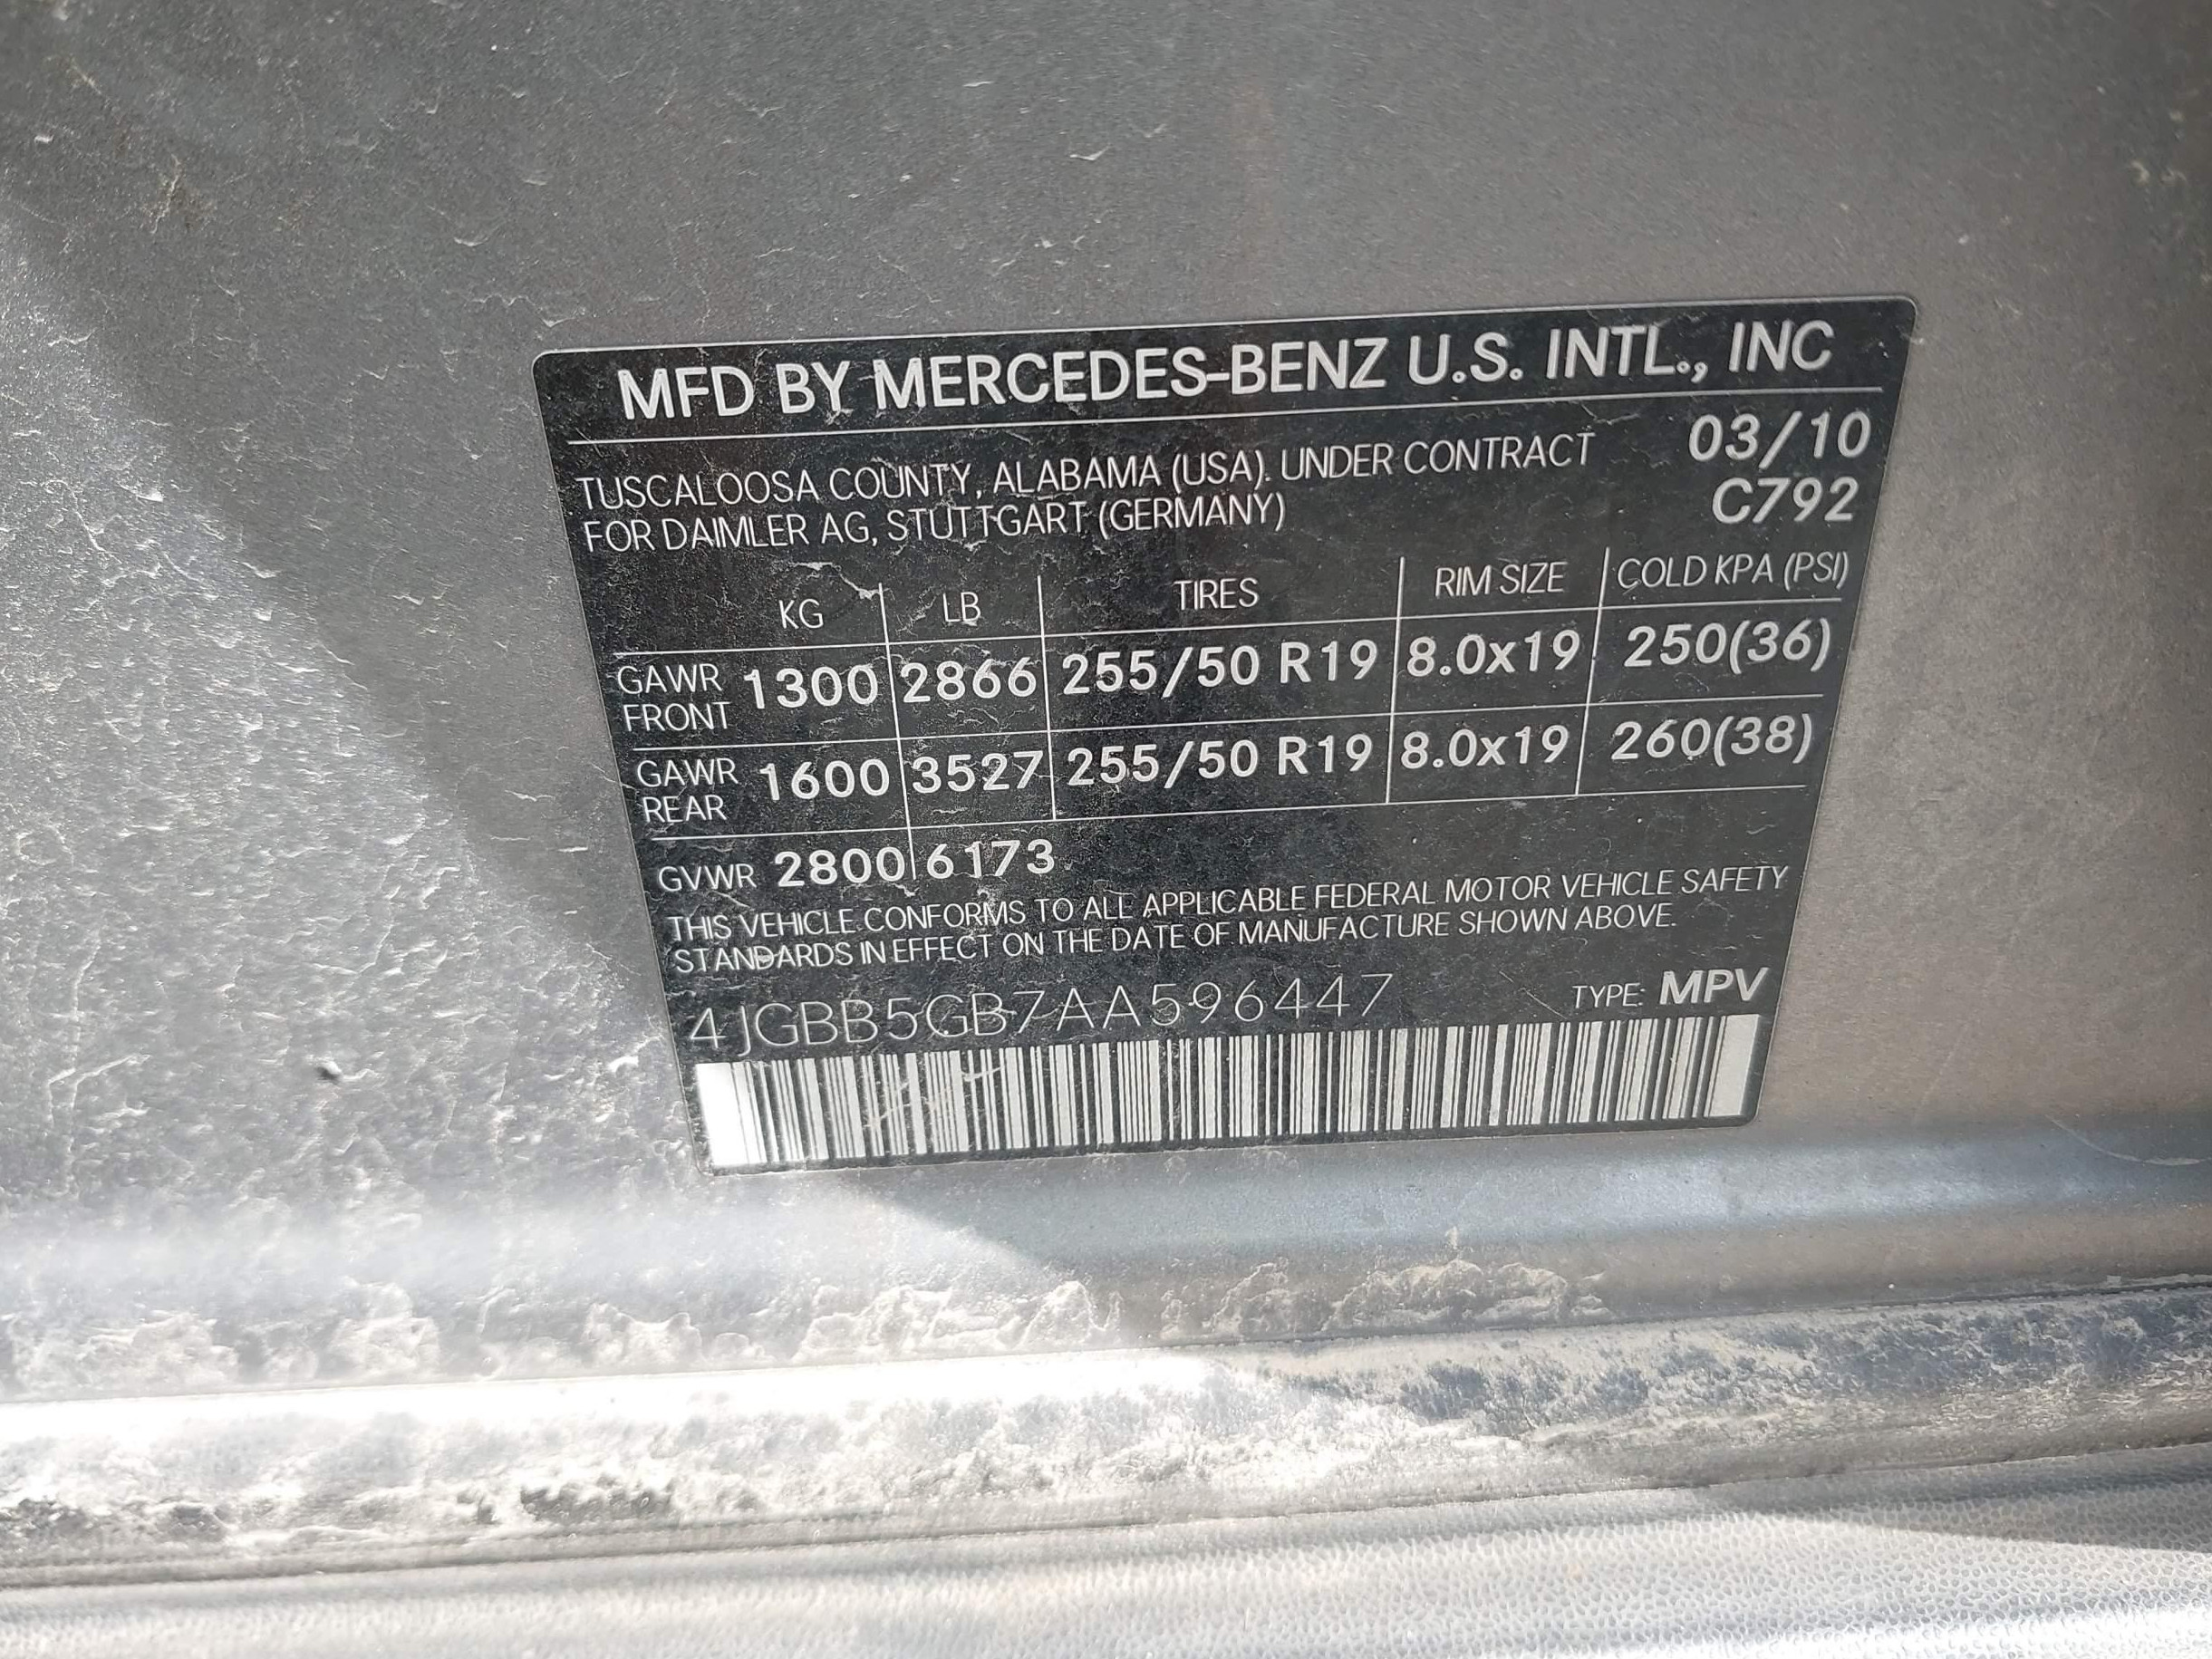 MFD BY MERCEDES-BENZ U.S. INTL., INC
TUSCALOOSA COUNTY, ALABAMA (USA). UNDER CONTRACT 03/10
FOR DAIMLER AG, STUTTGART (GERMANY) C792
KG LB TIRES RIM SIZE COLD KPA (PSI)
GAWR FRONT 1300 2866 255/50 R19 8.0x19 250(36)
GAWR REAR 1600 3527 255/50 R19 8.0x19 260(38)
GVWR 2800 6173
THIS VEHICLE CONFORMS TO ALL APPLICABLE FEDERAL MOTOR VEHICLE SAFETY
STANDARDS IN EFFECT ON THE DATE OF MANUFACTURE SHOWN ABOVE.
4JGBB5GB7AA596447 TYPE: MPV